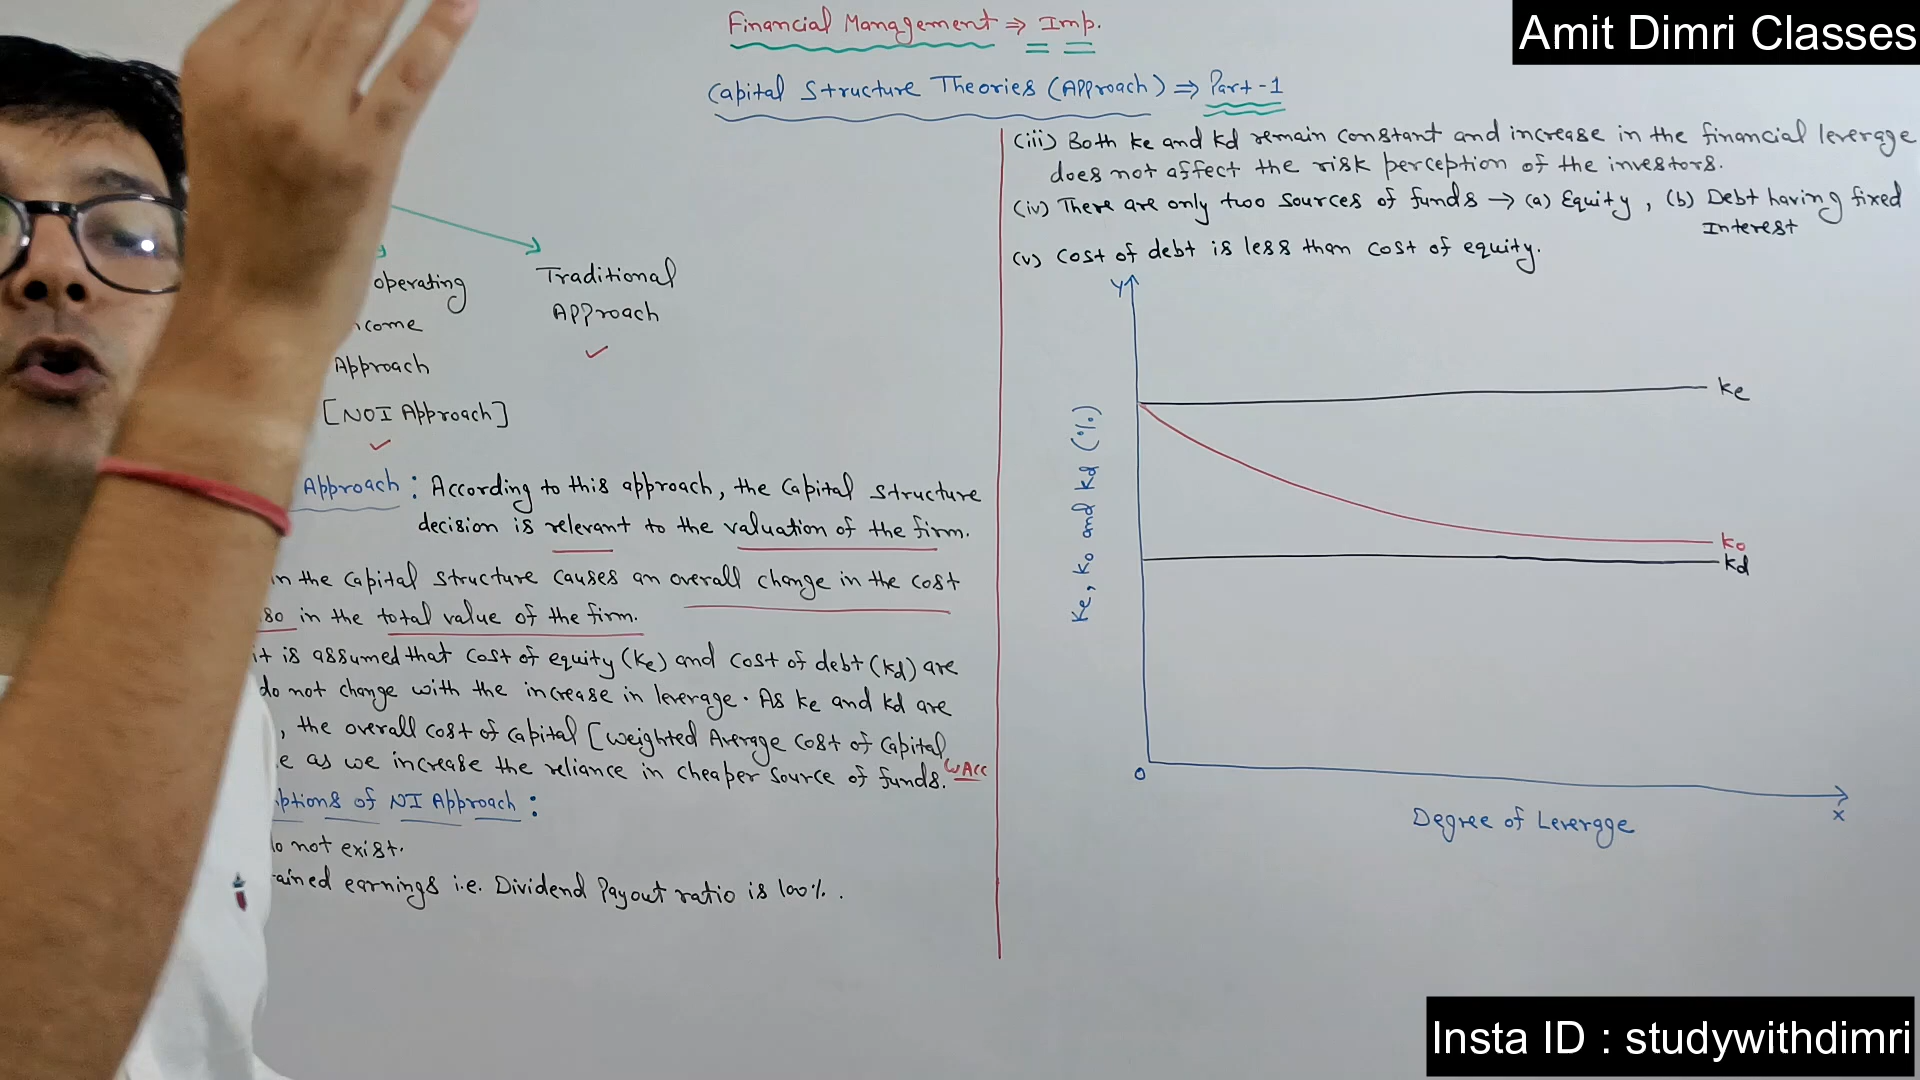 Financial Management ⇒ Imp.
Amit Dimri Classes
Capital Structure Theories (Approach) ⇒ Part-1
operating
come
Approach
[NOI Approach]
Traditional
Approach
Approach : According to this approach, the capital structure
decision is relevant to the valuation of the firm.
in the capital structure causes an overall change in the cost
so in the total value of the firm.
it is assumed that cost of equity (ke) and cost of debt (kd) are
do not change with the increase in leverage. As ke and kd are
, the overall cost of capital [Weighted Average cost of capital
WACC
e as we increase the reliance in cheaper source of funds.
ptions of NI Approach :
do not exist.
ained earnings i.e. Dividend Payout ratio is 100%.
(iii) Both ke and kd remain constant and increase in the financial leverage
does not affect the risk perception of the investors.
(iv) There are only two sources of funds → (a) Equity, (b) Debt having fixed
Interest
(v) Cost of debt is less than cost of equity.
Y
ke, ko and kd (%)
ke
ko
kd
0
x
Degree of Leverage
Insta ID : studywithdimri